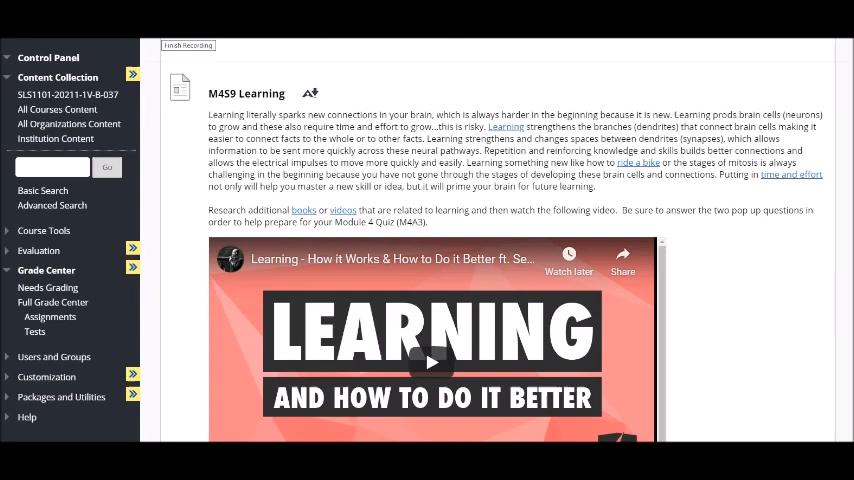 Finish Recording
Control Panel
Content Collection
SLS1101-20211-1V-B-037
All Courses Content
All Organizations Content
Institution Content
Go
Basic Search
Advanced Search
Course Tools
Evaluation
Grade Center
Needs Grading
Full Grade Center
Assignments
Tests
Users and Groups
Customization
Packages and Utilities
Help
M4S9 Learning
Learning literally sparks new connections in your brain, which is always harder in the beginning because it is new. Learning prods brain cells (neurons)
to grow and these also require time and effort to grow...this is risky. Learning strengthens the branches (dendrites) that connect brain cells making it
easier to connect facts to the whole or to other facts. Learning strengthens and changes spaces between dendrites (synapses), which allows
information to be sent more quickly across these neural pathways. Repetition and reinforcing knowledge and skills builds better connections and
allows the electrical impulses to move more quickly and easily. Learning something new like how to ride a bike or the stages of mitosis is always
challenging in the beginning because you have not gone through the stages of developing these brain cells and connections. Putting in time and effort
not only will help you master a new skill or idea, but it will prime your brain for future learning.
Research additional books or videos that are related to learning and then watch the following video. Be sure to answer the two pop up questions in
order to help prepare for your Module 4 Quiz (M4A3).
Learning - How it Works & How to Do it Better ft. Se...
Watch later
Share
LEARNING
AND HOW TO DO IT BETTER